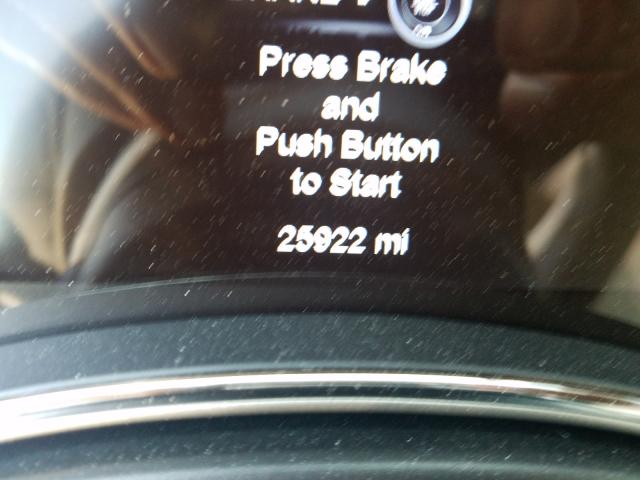 Press Brake
and
Push Button
to Start
25922 mi